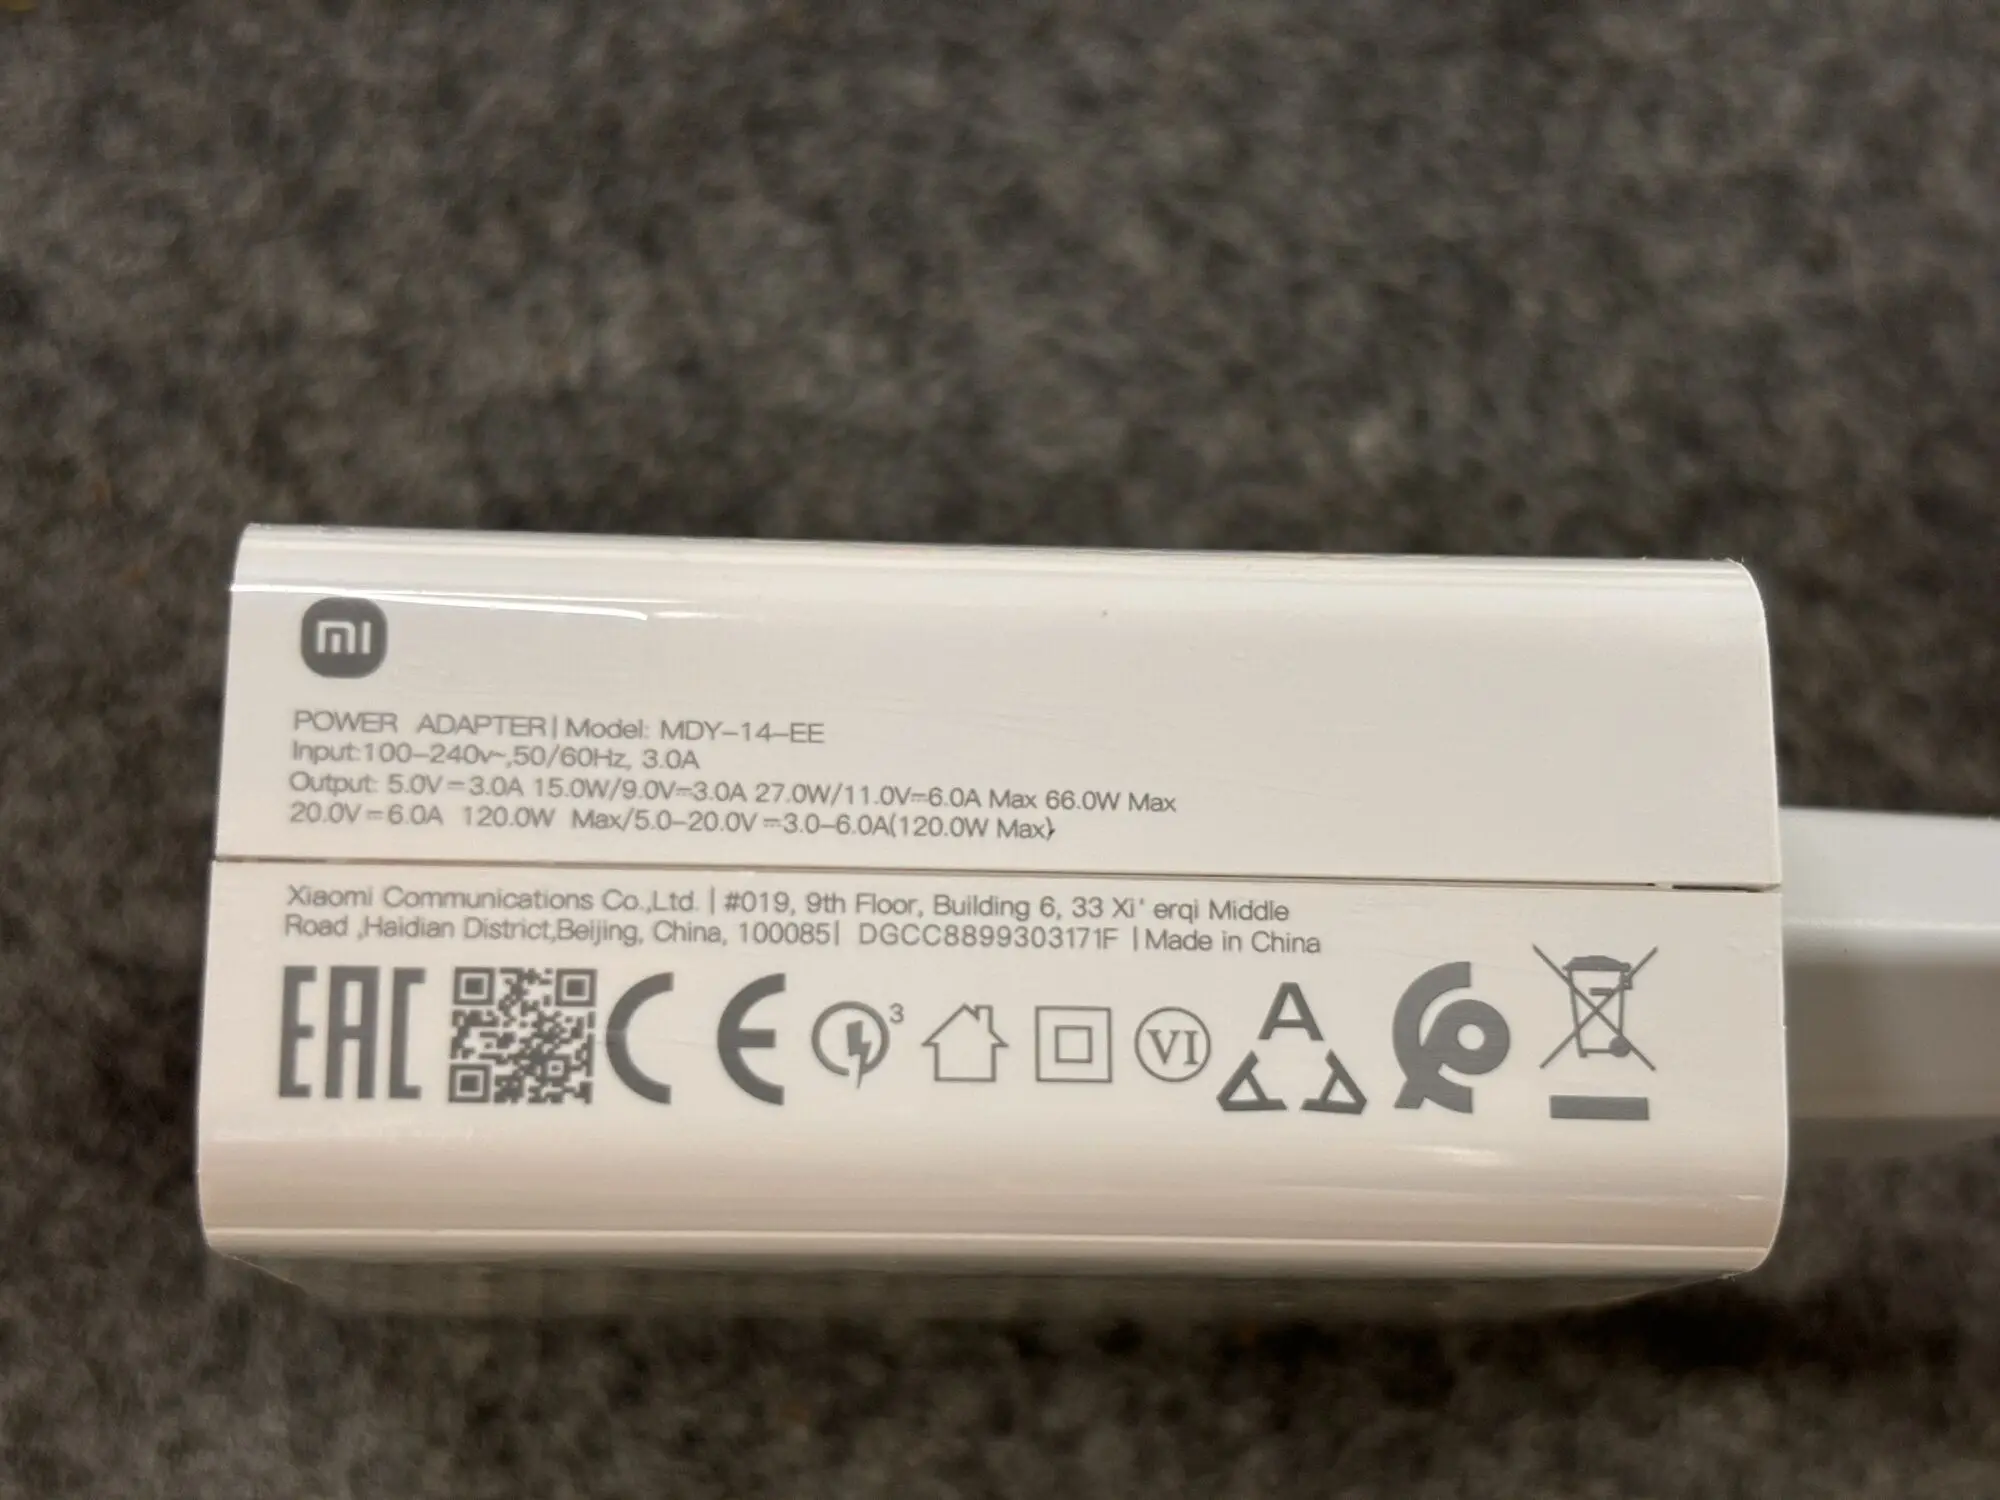 mi
POWER ADAPTER | Model: MDY-14-EE
Input:100-240v~,50/60Hz, 3.0A
Output: 5.0V⎓3.0A 15.0W/9.0V⎓3.0A 27.0W/11.0V⎓6.0A Max 66.0W Max
20.0V⎓6.0A 120.0W Max/5.0-20.0V⎓3.0-6.0A(120.0W Max)
Xiaomi Communications Co.,Ltd. | #019, 9th Floor, Building 6, 33 Xi' erqi Middle
Road ,Haidian District,Beijing, China, 100085| DGCC8899303171F | Made in China
EAC CE 3 VI